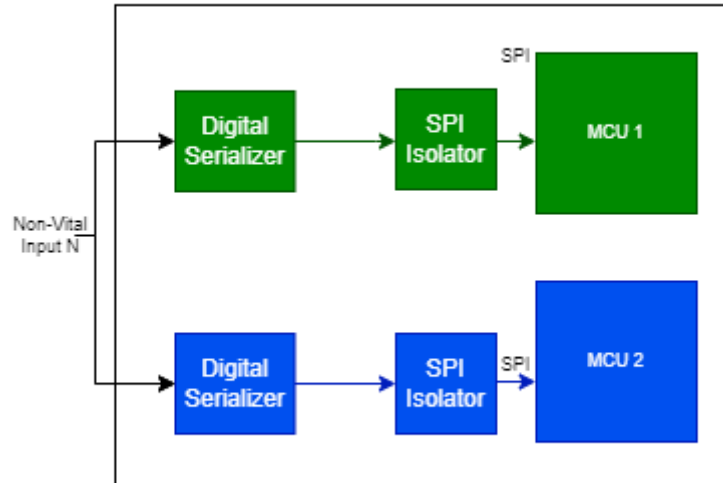 SPI
Digital
Serializer
SPI
Isolator
MCU 1
Non-Vital
Input N
Digital
Serializer
SPI
Isolator
SPI
MCU 2